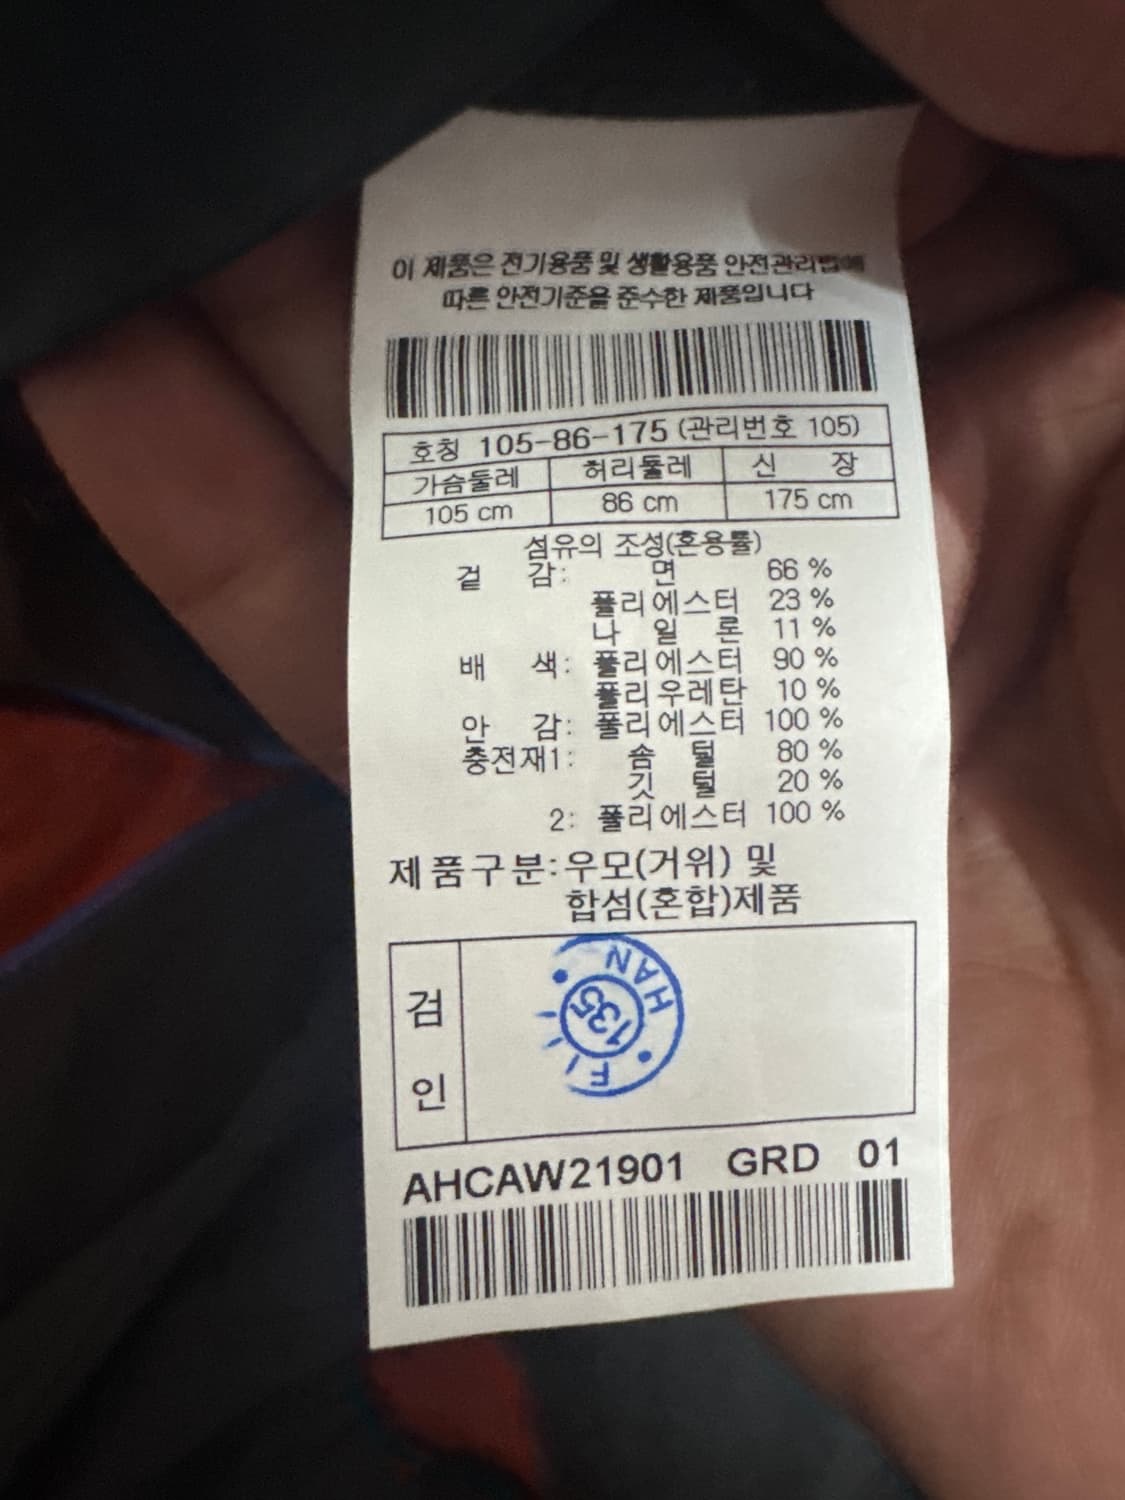 이 제품은 전기용품 및 생활용품 안전관리법에
따른 안전기준을 준수한 제품입니다
호칭 105-86-175 (관리번호 105)
가슴둘레 허리둘레 신 장
105 cm 86 cm 175 cm
섬유의 조성(혼용률)
겉 감: 면 66 %
폴리에스터 23 %
나 일 론 11 %
배 색: 폴리에스터 90 %
폴리우레탄 10 %
안 감: 폴리에스터 100 %
충전재1: 솜 털 80 %
깃 털 20 %
2: 폴리에스터 100 %
제품구분:우모(거위) 및
합섬(혼합)제품
검
인
HAN
135
F
AHCAW21901 GRD 01